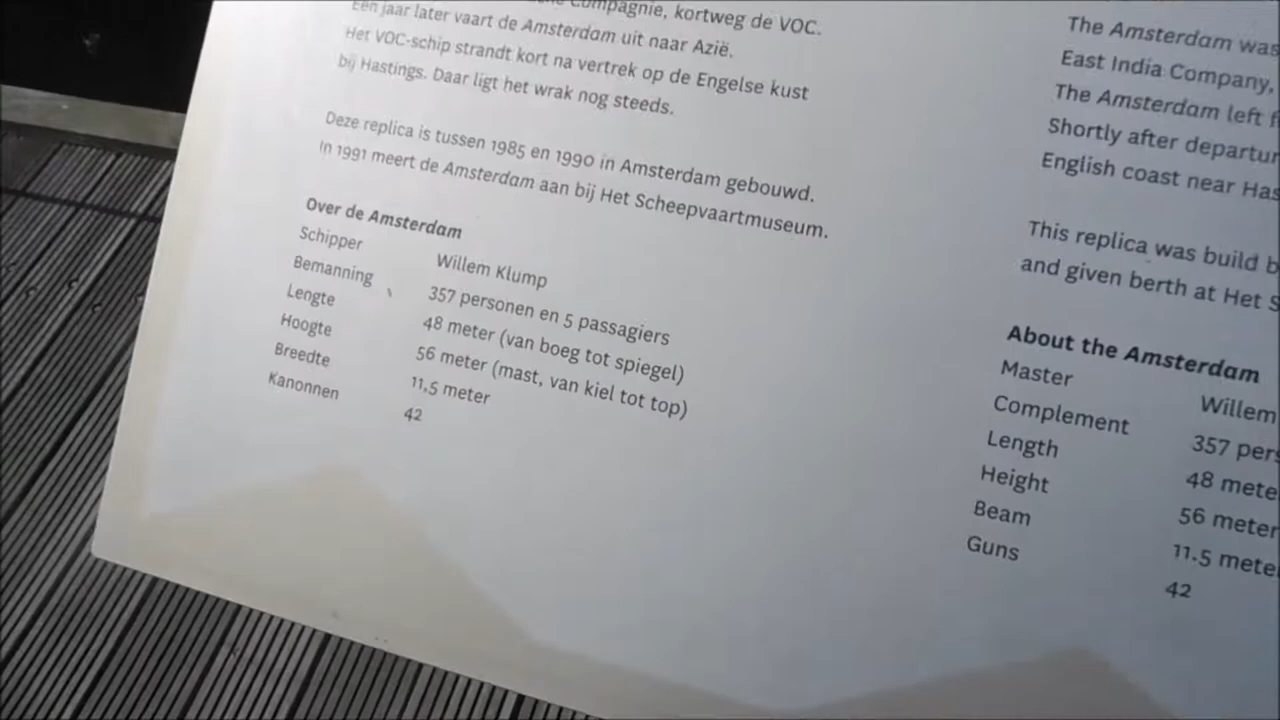 Compagnie, kortweg de VOC.
Een jaar later vaart de Amsterdam uit naar Azië.
Het VOC-schip strandt kort na vertrek op de Engelse kust
bij Hastings. Daar ligt het wrak nog steeds.
Deze replica is tussen 1985 en 1990 in Amsterdam gebouwd.
In 1991 meert de Amsterdam aan bij Het Scheepvaartmuseum.
Over de Amsterdam
Schipper Willem Klump
Bemanning 357 personen en 5 passagiers
Lengte 48 meter (van boeg tot spiegel)
Hoogte 56 meter (mast, van kiel tot top)
Breedte 11,5 meter
Kanonnen 42
The Amsterdam was
East India Company,
The Amsterdam left
Shortly after
English coast near
This replica was build
and given berth at Het
About the Amsterdam
Master Willem
Complement 357
Length 48
Height 56 meter
Beam 11.5
Guns 42